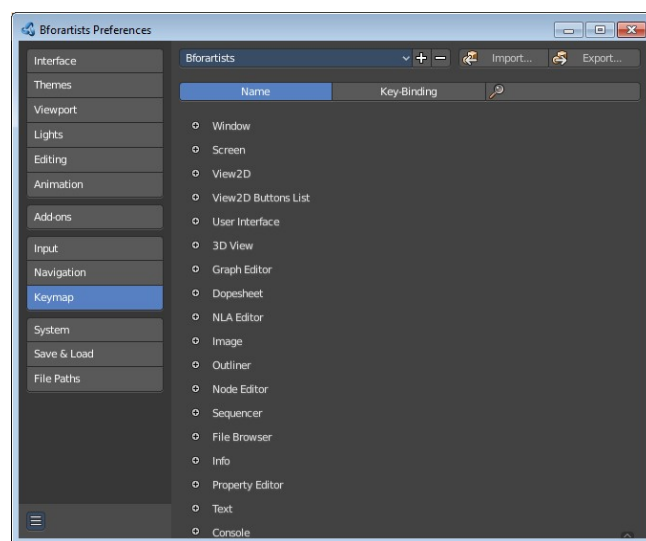 Bforartists Preferences
Interface
Themes
Viewport
Lights
Editing
Animation
Add-ons
Input
Navigation
Keymap
System
Save & Load
File Paths
Bforartists
Import...
Export...
Name
Key-Binding
Window
Screen
View2D
View2D Buttons List
User Interface
3D View
Graph Editor
Dopesheet
NLA Editor
Image
Outliner
Node Editor
Sequencer
File Browser
Info
Property Editor
Text
Console